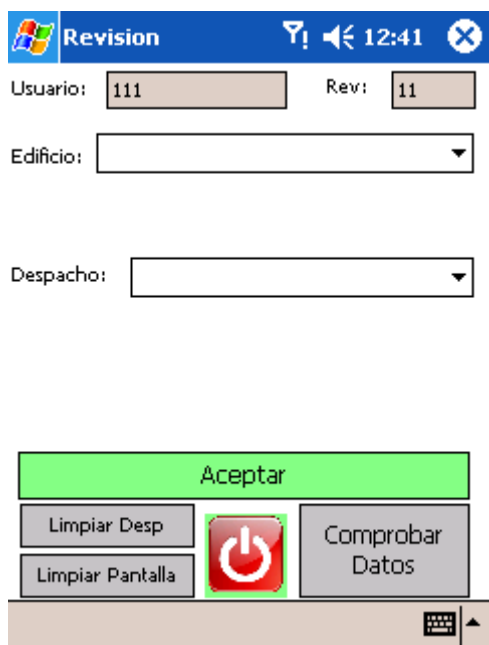 Revision 12:41
Usuario: 111 Rev: 11
Edificio:
Despacho:
Aceptar
Limpiar Desp
Limpiar Pantalla
Comprobar
Datos